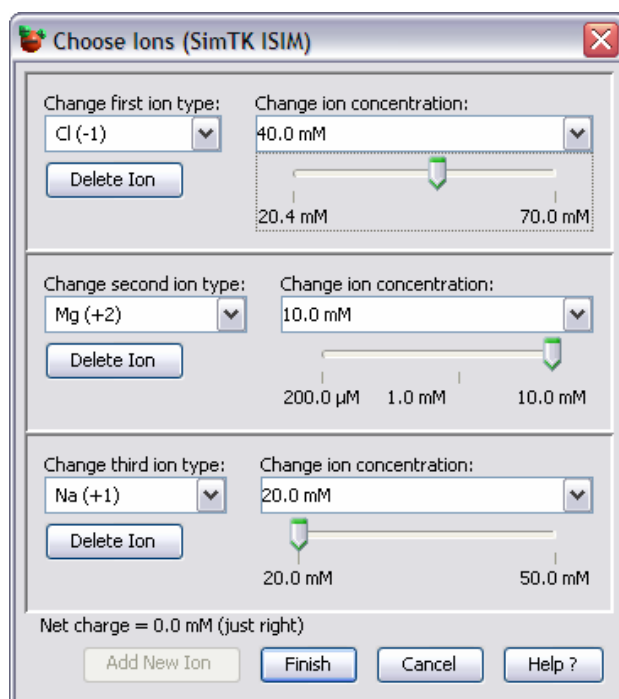 Choose Ions (SimTK ISIM)
Change first ion type: Change ion concentration:
Cl (-1) 40.0 mM
Delete Ion
20.4 mM 70.0 mM
Change second ion type: Change ion concentration:
Mg (+2) 10.0 mM
Delete Ion
200.0 µM 1.0 mM 10.0 mM
Change third ion type: Change ion concentration:
Na (+1) 20.0 mM
Delete Ion
20.0 mM 50.0 mM
Net charge = 0.0 mM (just right)
Add New Ion Finish Cancel Help ?